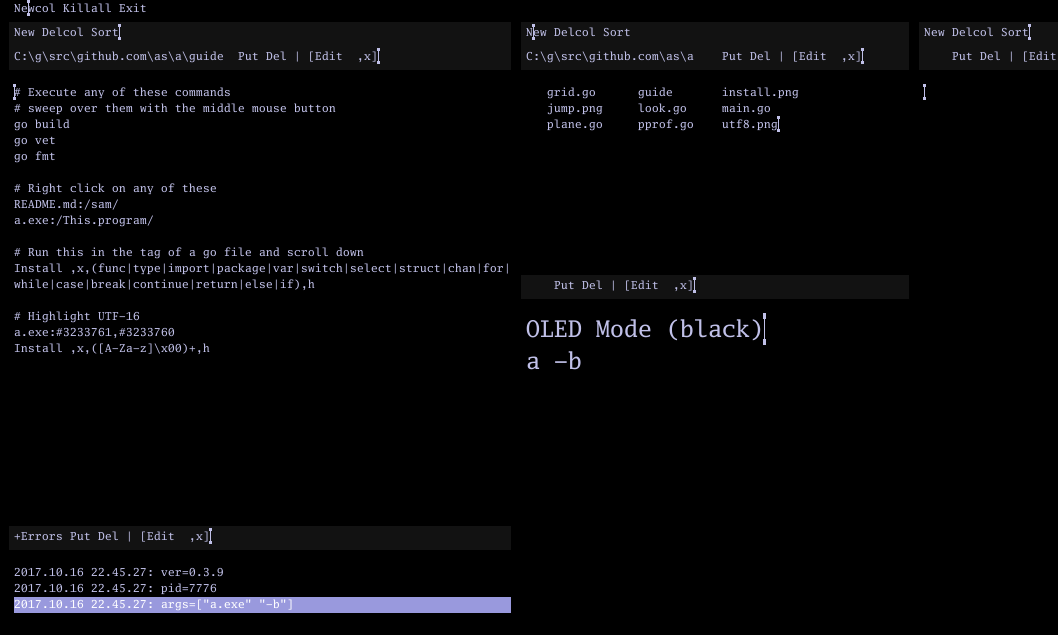 Newcol Killall Exit
New Delcol Sort
C:\g\src\github.com\as\a\guide  Put Del | [Edit  ,x]
# Execute any of these commands
# sweep over them with the middle mouse button
go build
go vet
go fmt
# Right click on any of these
README.md:/sam/
a.exe:/This.program/
# Run this in the tag of a go file and scroll down
Install ,x,(func|type|import|package|var|switch|select|struct|chan|for|
while|case|break|continue|return|else|if),h
# Highlight UTF-16
a.exe:#3233761,#3233760
Install ,x,([A-Za-z]\x00)+,h
+Errors Put Del | [Edit  ,x]
2017.10.16 22.45.27: ver=0.3.9
2017.10.16 22.45.27: pid=7776
2017.10.16 22.45.27: args=["a.exe" "-b"]
New Delcol Sort
C:\g\src\github.com\as\a    Put Del | [Edit  ,x]
grid.go      guide       install.png
jump.png     look.go     main.go
plane.go     pprof.go    utf8.png
Put Del | [Edit  ,x]
OLED Mode (black)
a -b
New Delcol Sort
Put Del | [Edit